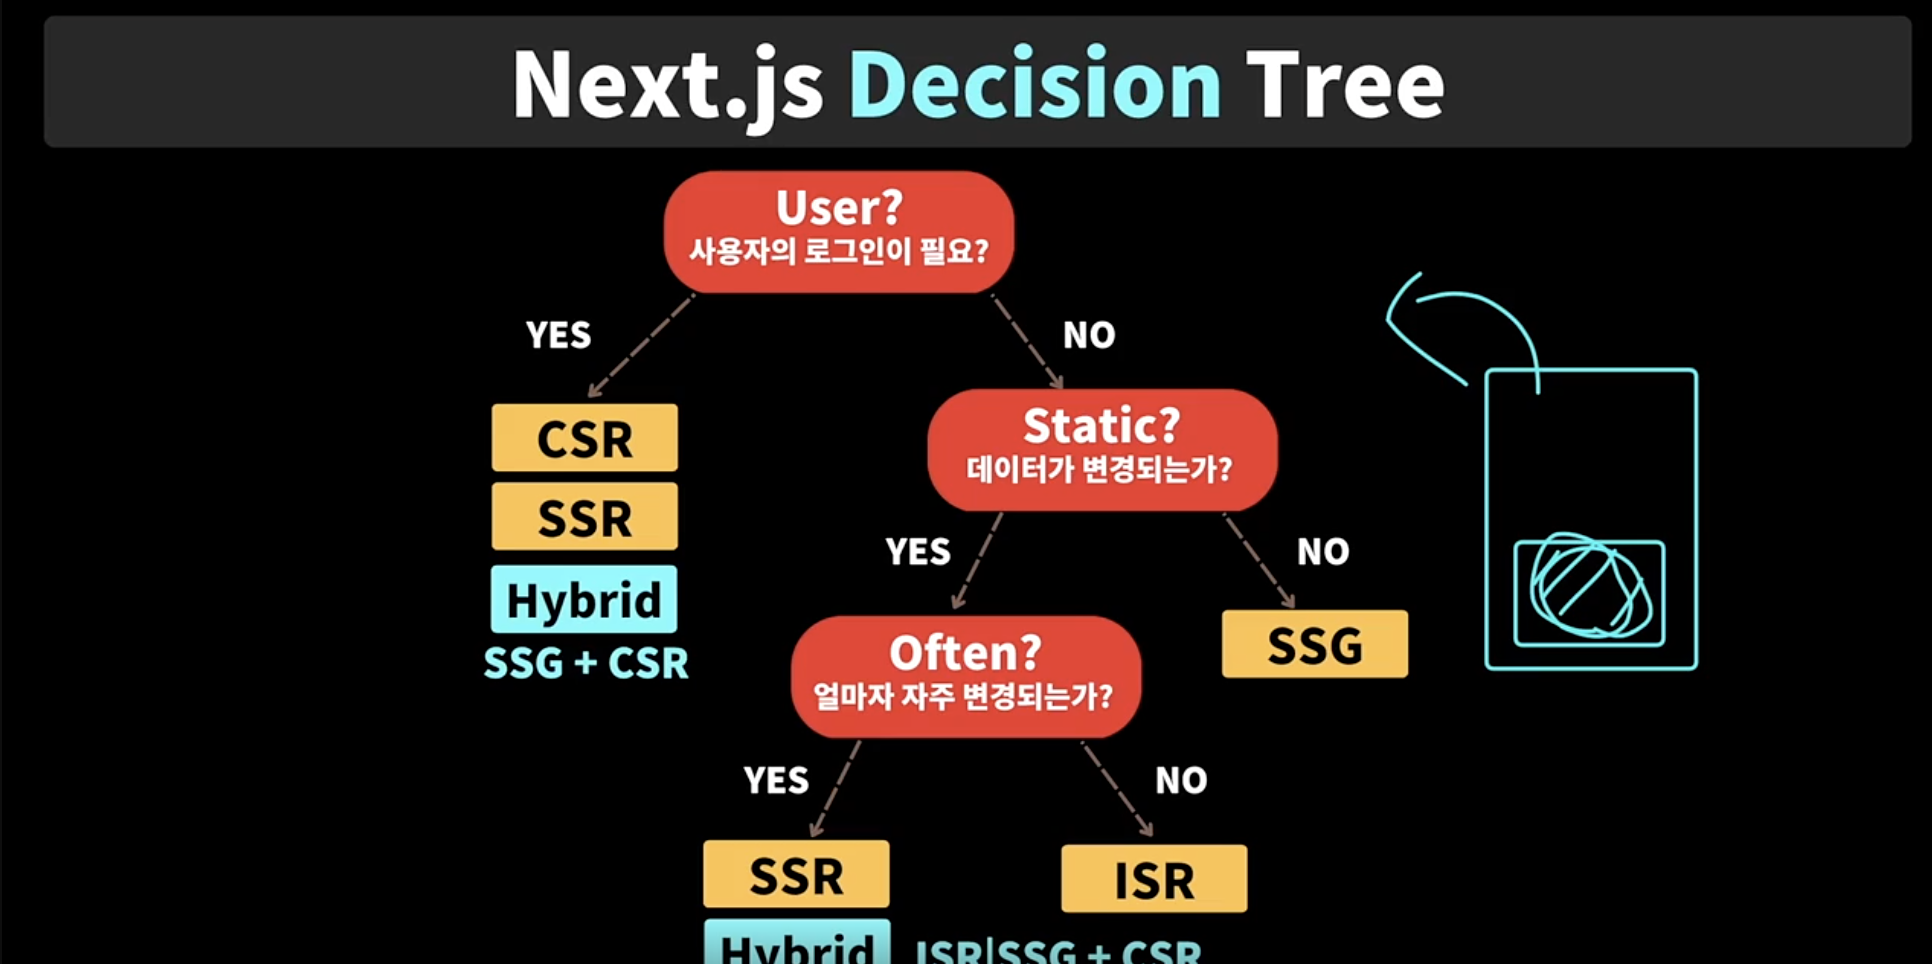 Next.js Decision Tree
User?
사용자의 로그인이 필요?
YES
NO
CSR
SSR
Hybrid
SSG + CSR
Static?
데이터가 변경되는가?
YES
NO
SSG
Often?
얼마자 자주 변경되는가?
YES
NO
SSR
Hybrid
ISR|SSG + CSR
ISR